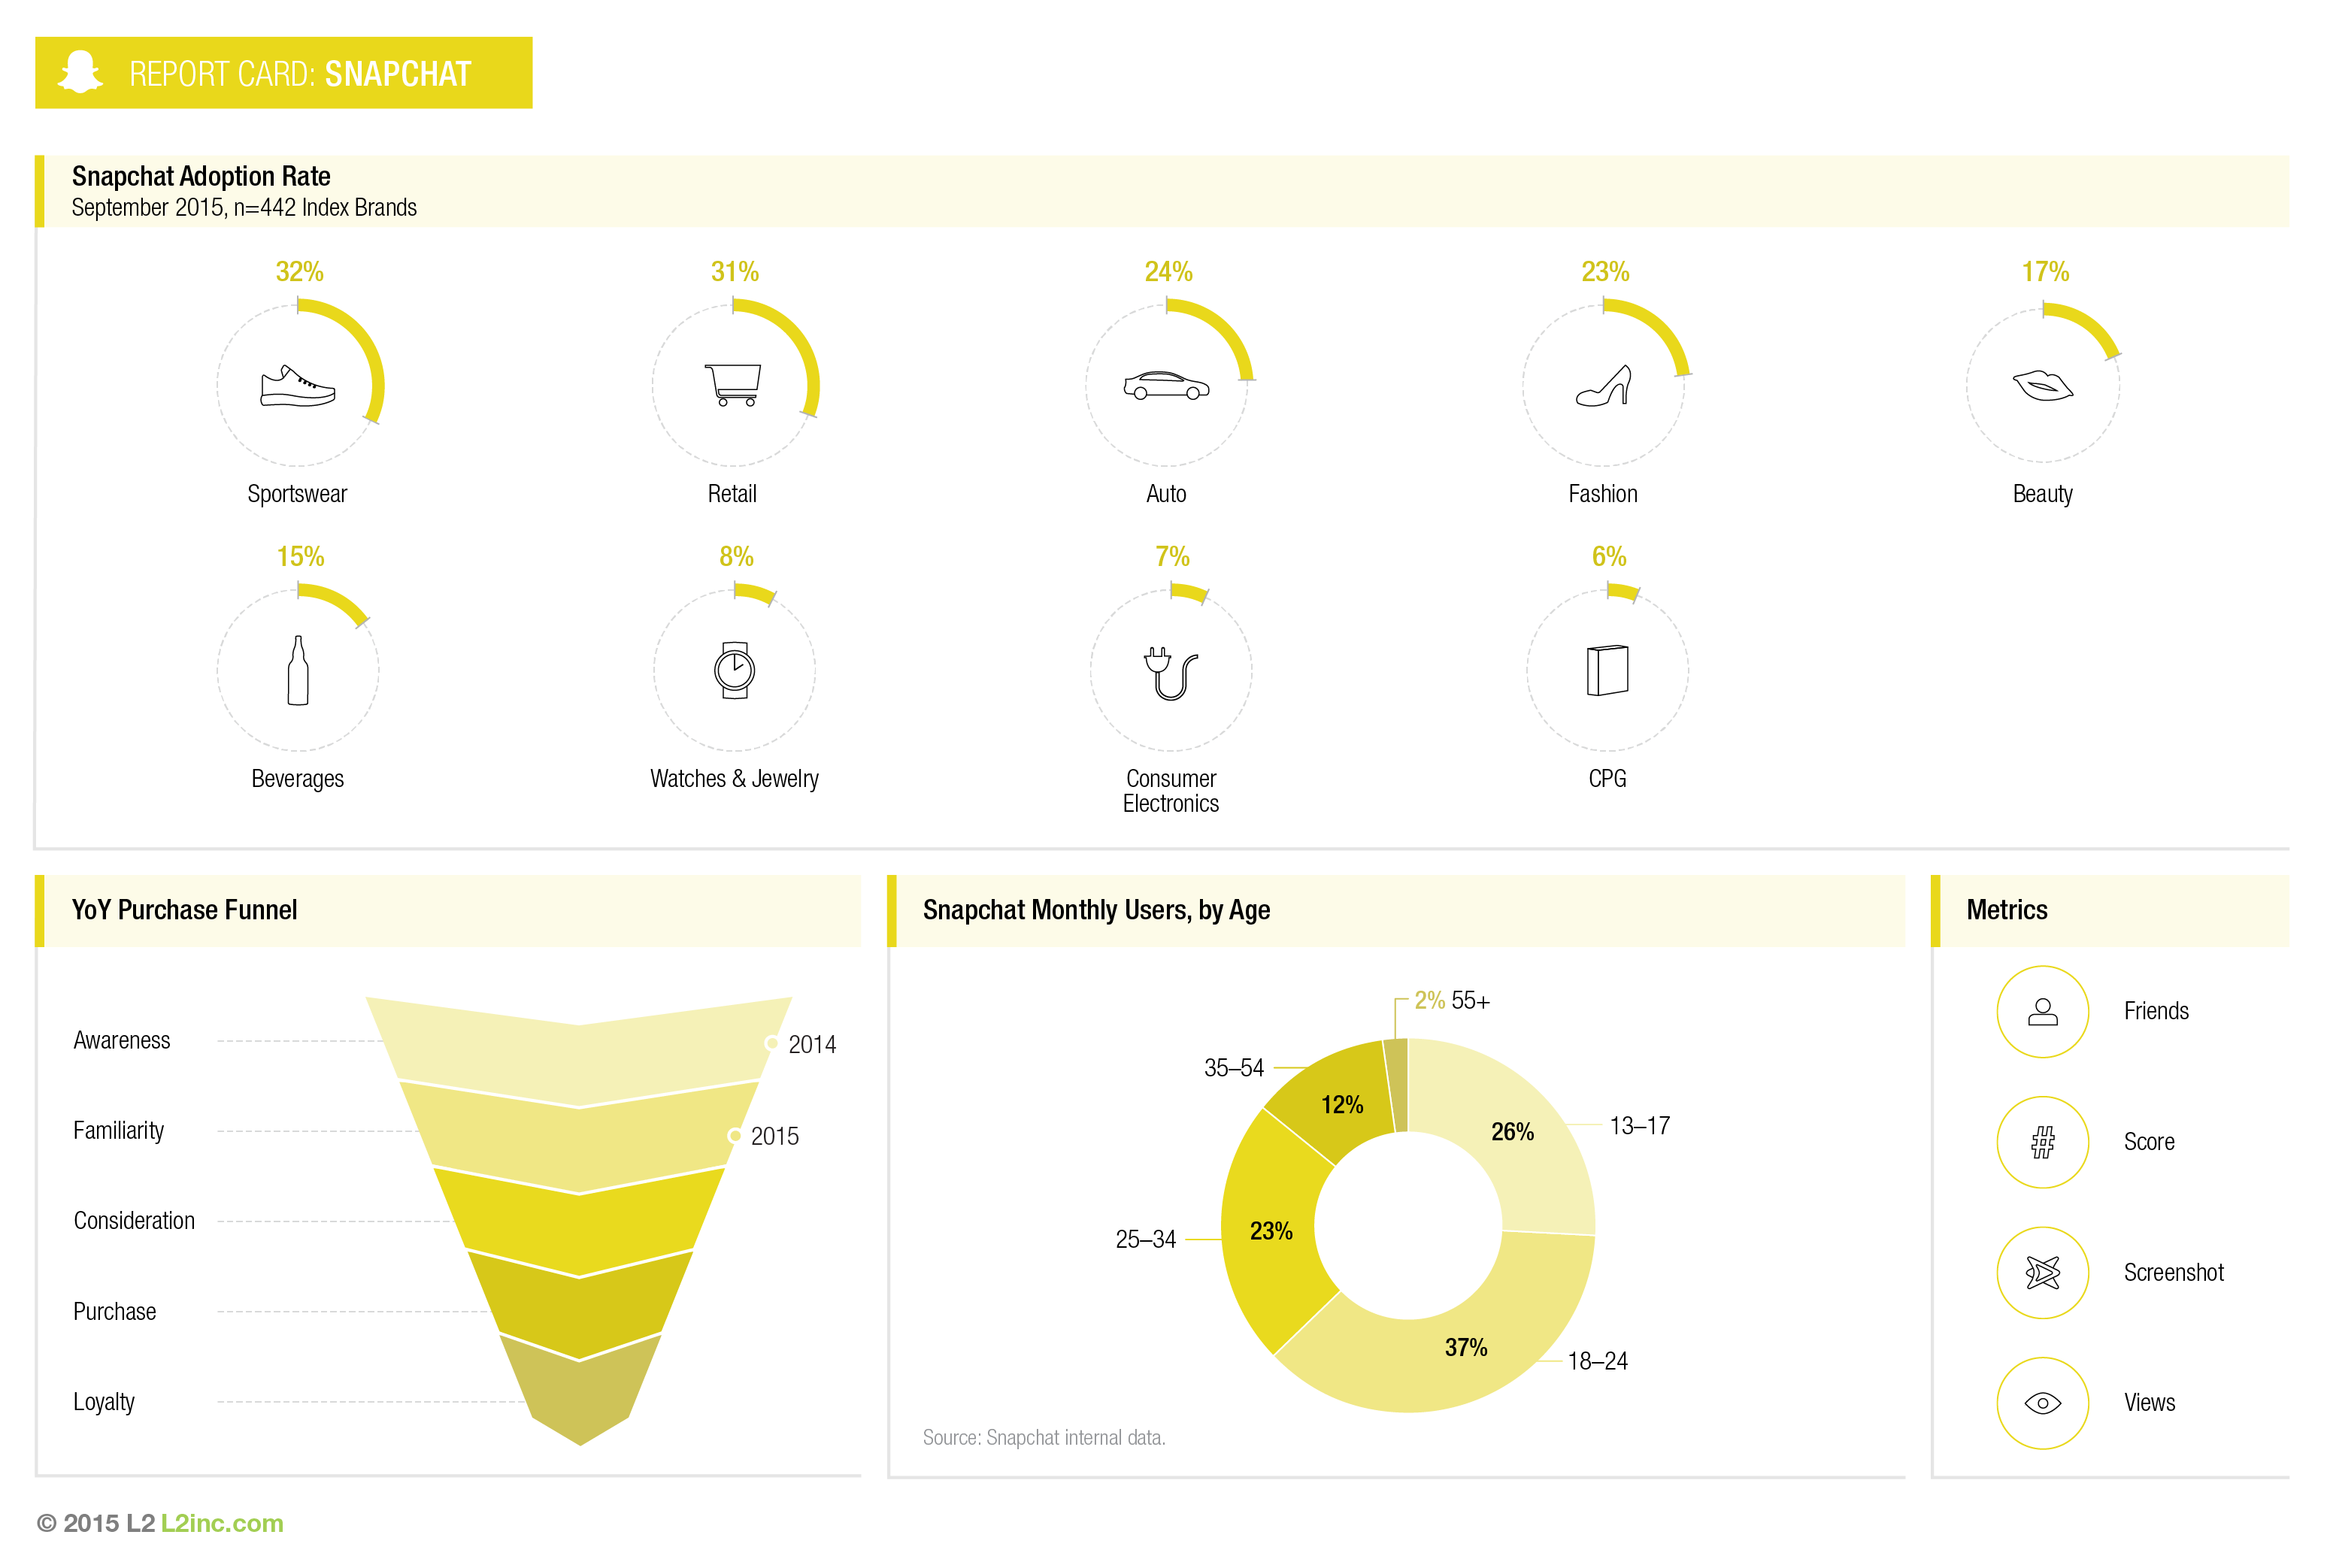 REPORT CARD: SNAPCHAT
Snapchat Adoption Rate
September 2015, n=442 Index Brands
32%
31%
24%
23%
17%
Sportswear
Retail
Auto
Fashion
Beauty
15%
8%
7%
6%
Beverages
Watches & Jewelry
Consumer
Electronics
CPG
YoY Purchase Funnel
Awareness
2014
Familiarity
2015
Consideration
Purchase
Loyalty
Snapchat Monthly Users, by Age
2% 55+
35–54
12%
26%
13–17
23%
25–34
37%
18–24
Source: Snapchat internal data.
Metrics
Friends
#
Score
Screenshot
Views
© 2015 L2 L2inc.com